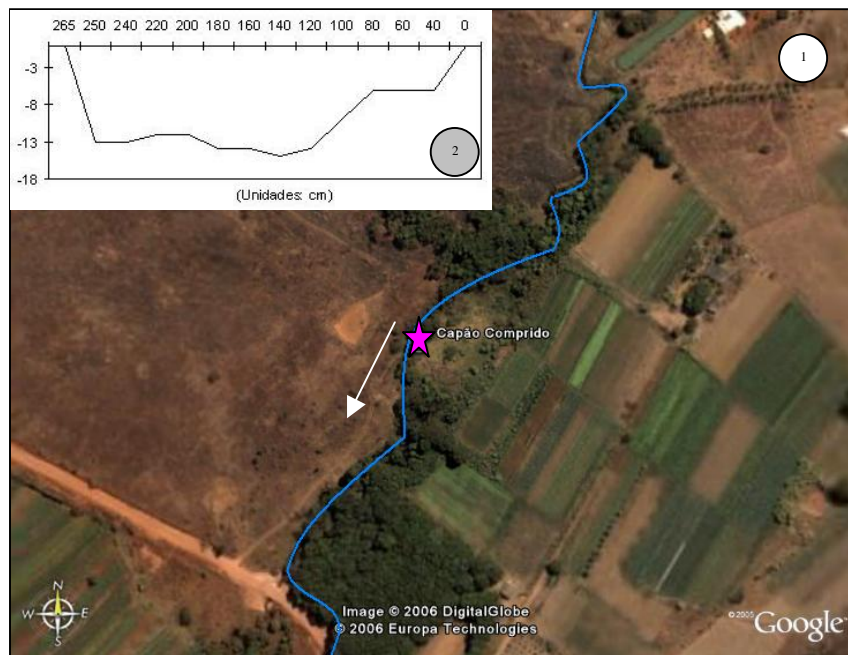 265 250 240 220 200 180 160 140 120 100 80 60 40 0
-3
-8
-13
-18
(Unidades: cm)
2
1
Capão Comprido
N
W E
S
Image © 2006 DigitalGlobe
© 2006 Europa Technologies
©2005 Google